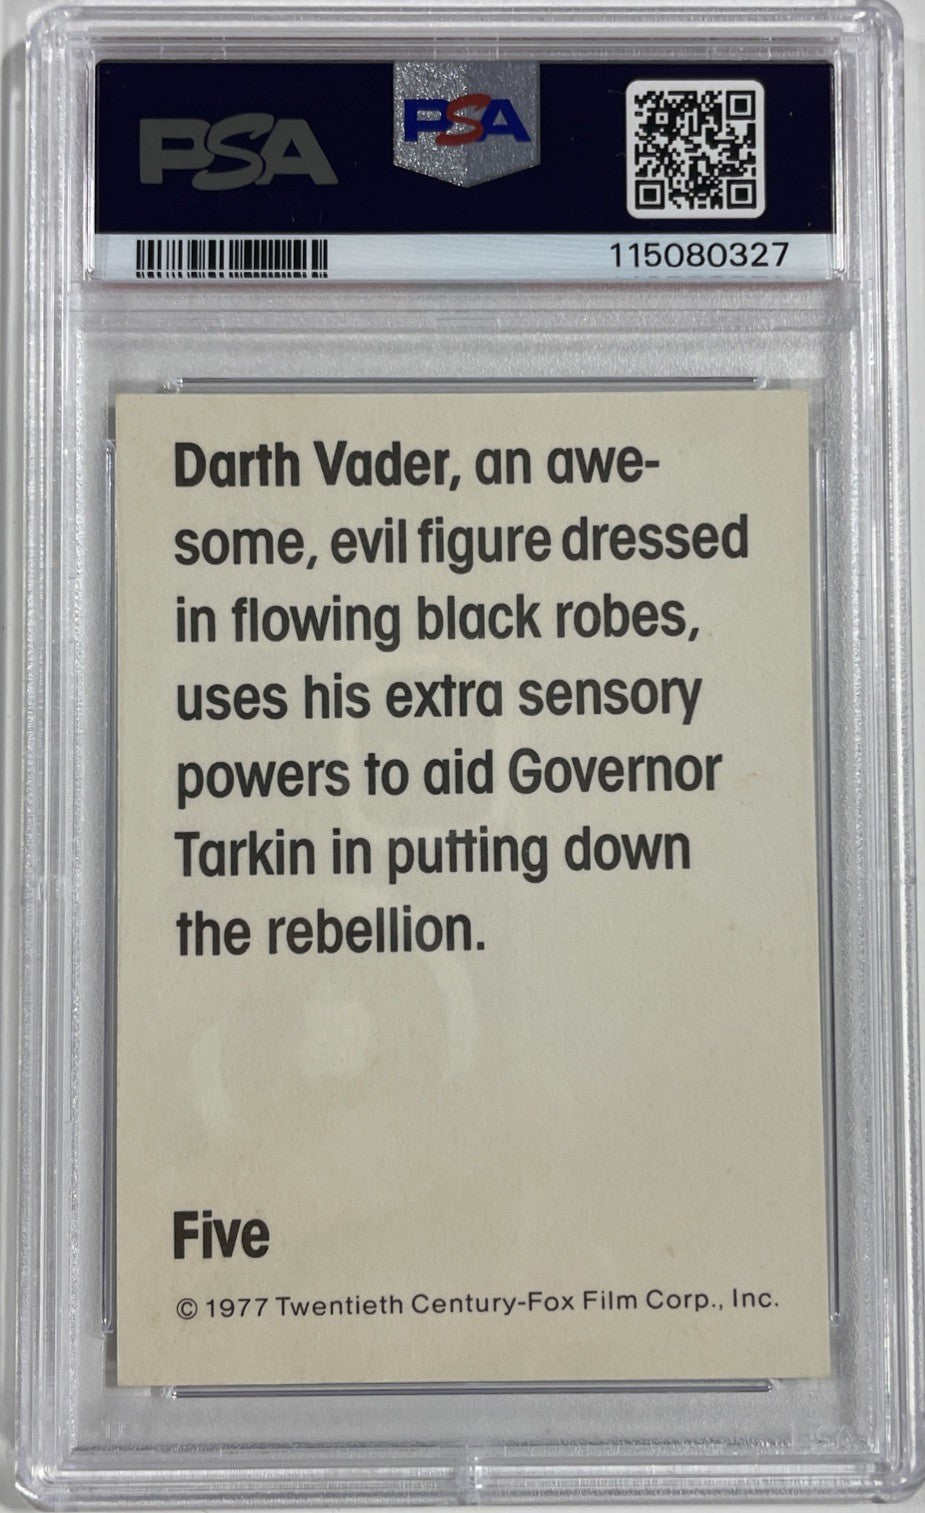 PSA
PSA
115080327
Darth Vader, an awe-
some, evil figure dressed
in flowing black robes,
uses his extra sensory
powers to aid Governor
Tarkin in putting down
the rebellion.
Five
© 1977 Twentieth Century-Fox Film Corp., Inc.